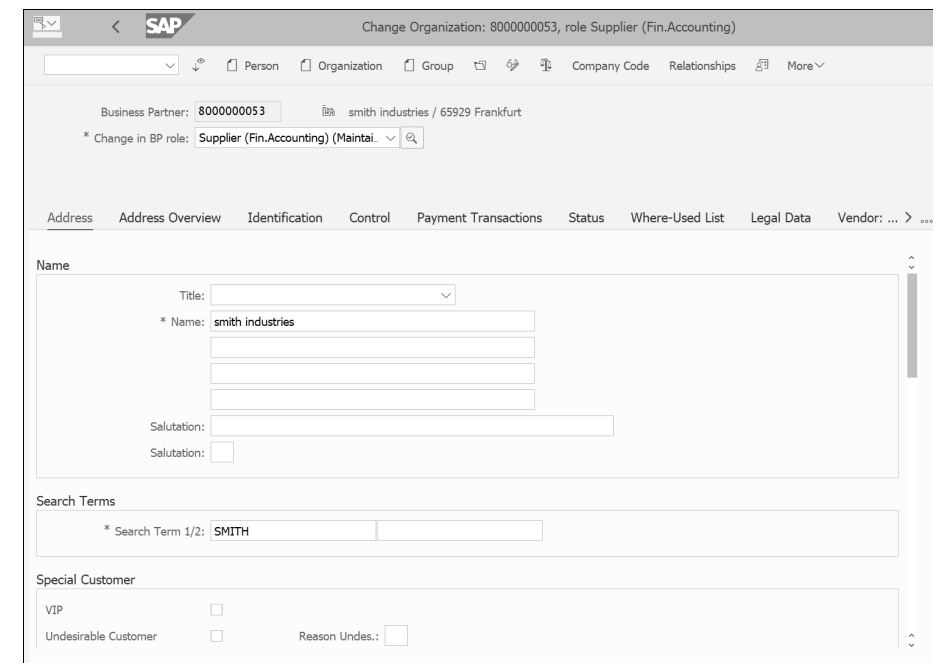 SAP Change Organization: 8000000053, role Supplier (Fin.Accounting)
Person Organization Group Company Code Relationships More
Business Partner: 8000000053 smith industries / 65929 Frankfurt
* Change in BP role: Supplier (Fin.Accounting) (Maintai..
Address Address Overview Identification Control Payment Transactions Status Where-Used List Legal Data Vendor: ...
Name
Title:
* Name: smith industries
Salutation:
Salutation:
Search Terms
* Search Term 1/2: SMITH
Special Customer
VIP
Undesirable Customer Reason Undes.: